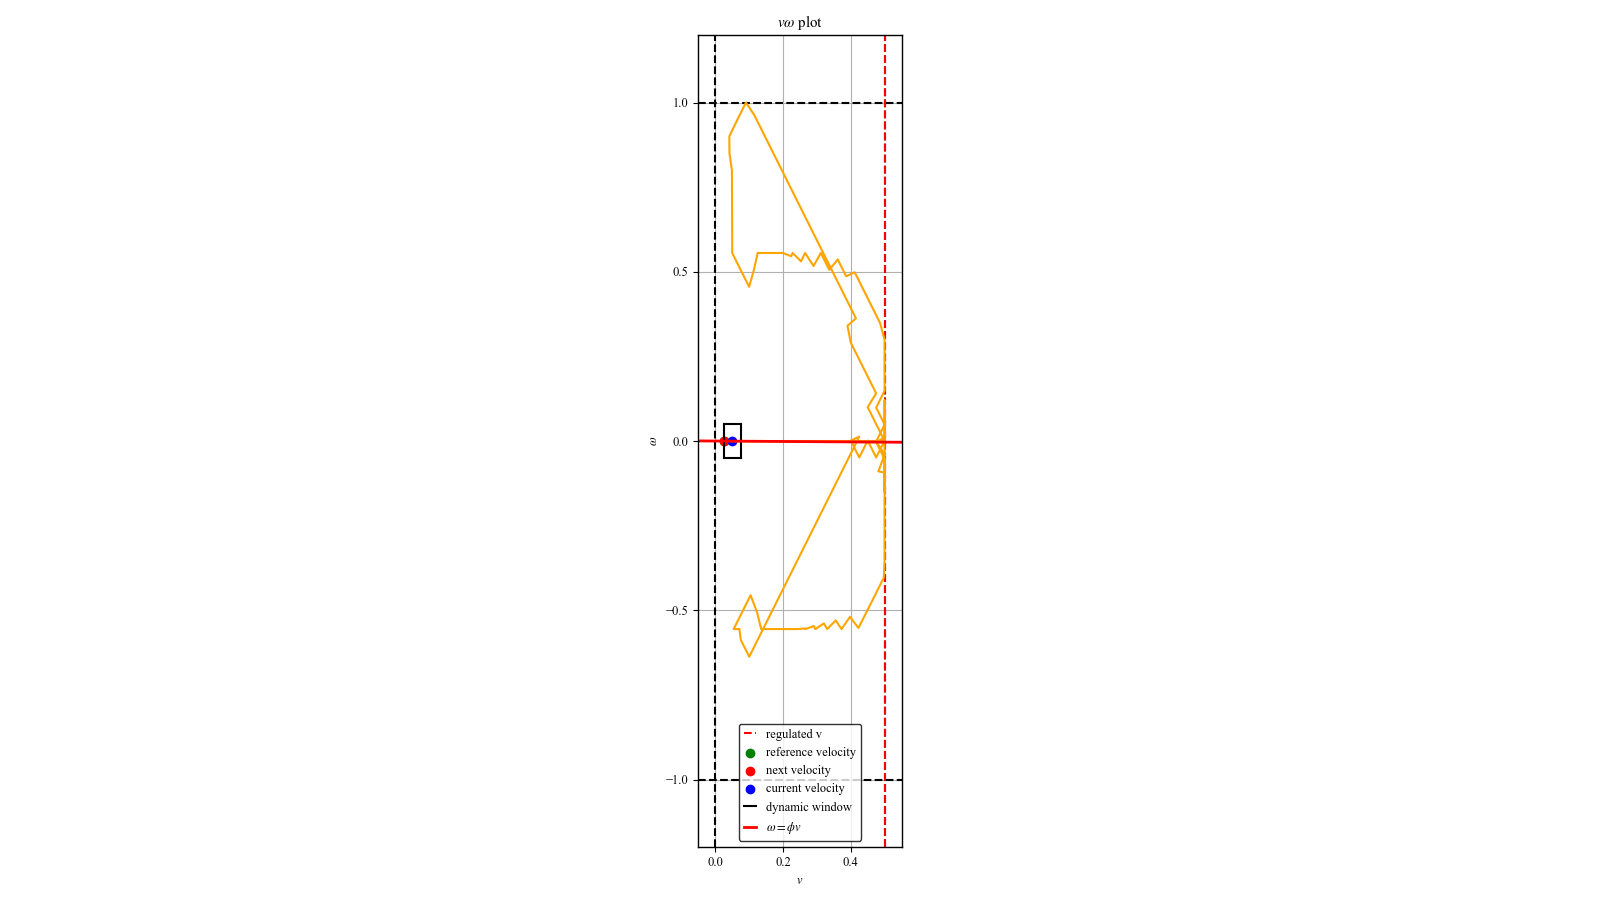 vω plot
1.0
0.5
0.0
−0.5
−1.0
ω
0.0 0.2 0.4
v
regulated v
reference velocity
next velocity
current velocity
dynamic window
ω = ϕv